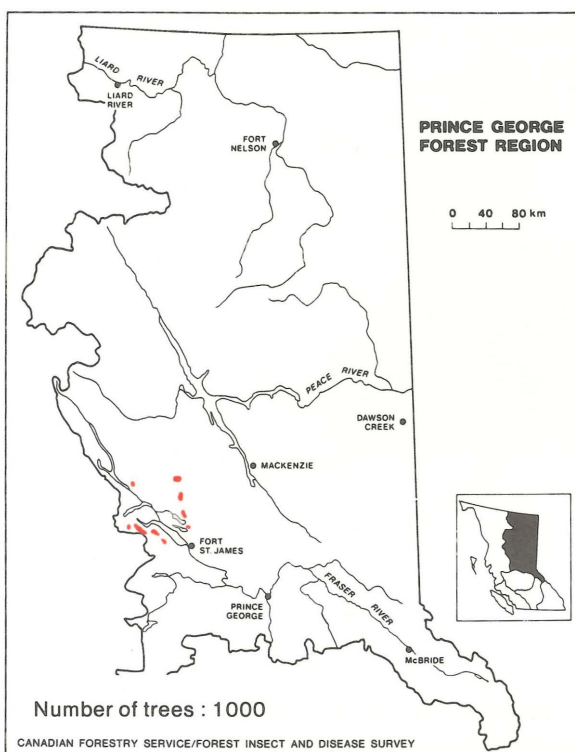 LIARD RIVER
LIARD
RIVER
FORT
NELSON
PRINCE GEORGE
FOREST REGION
0 40 80 km
PEACE RIVER
DAWSON
CREEK
MACKENZIE
FORT
ST. JAMES
FRASER RIVER
PRINCE
GEORGE
McBRIDE
Number of trees : 1000
CANADIAN FORESTRY SERVICE/FOREST INSECT AND DISEASE SURVEY